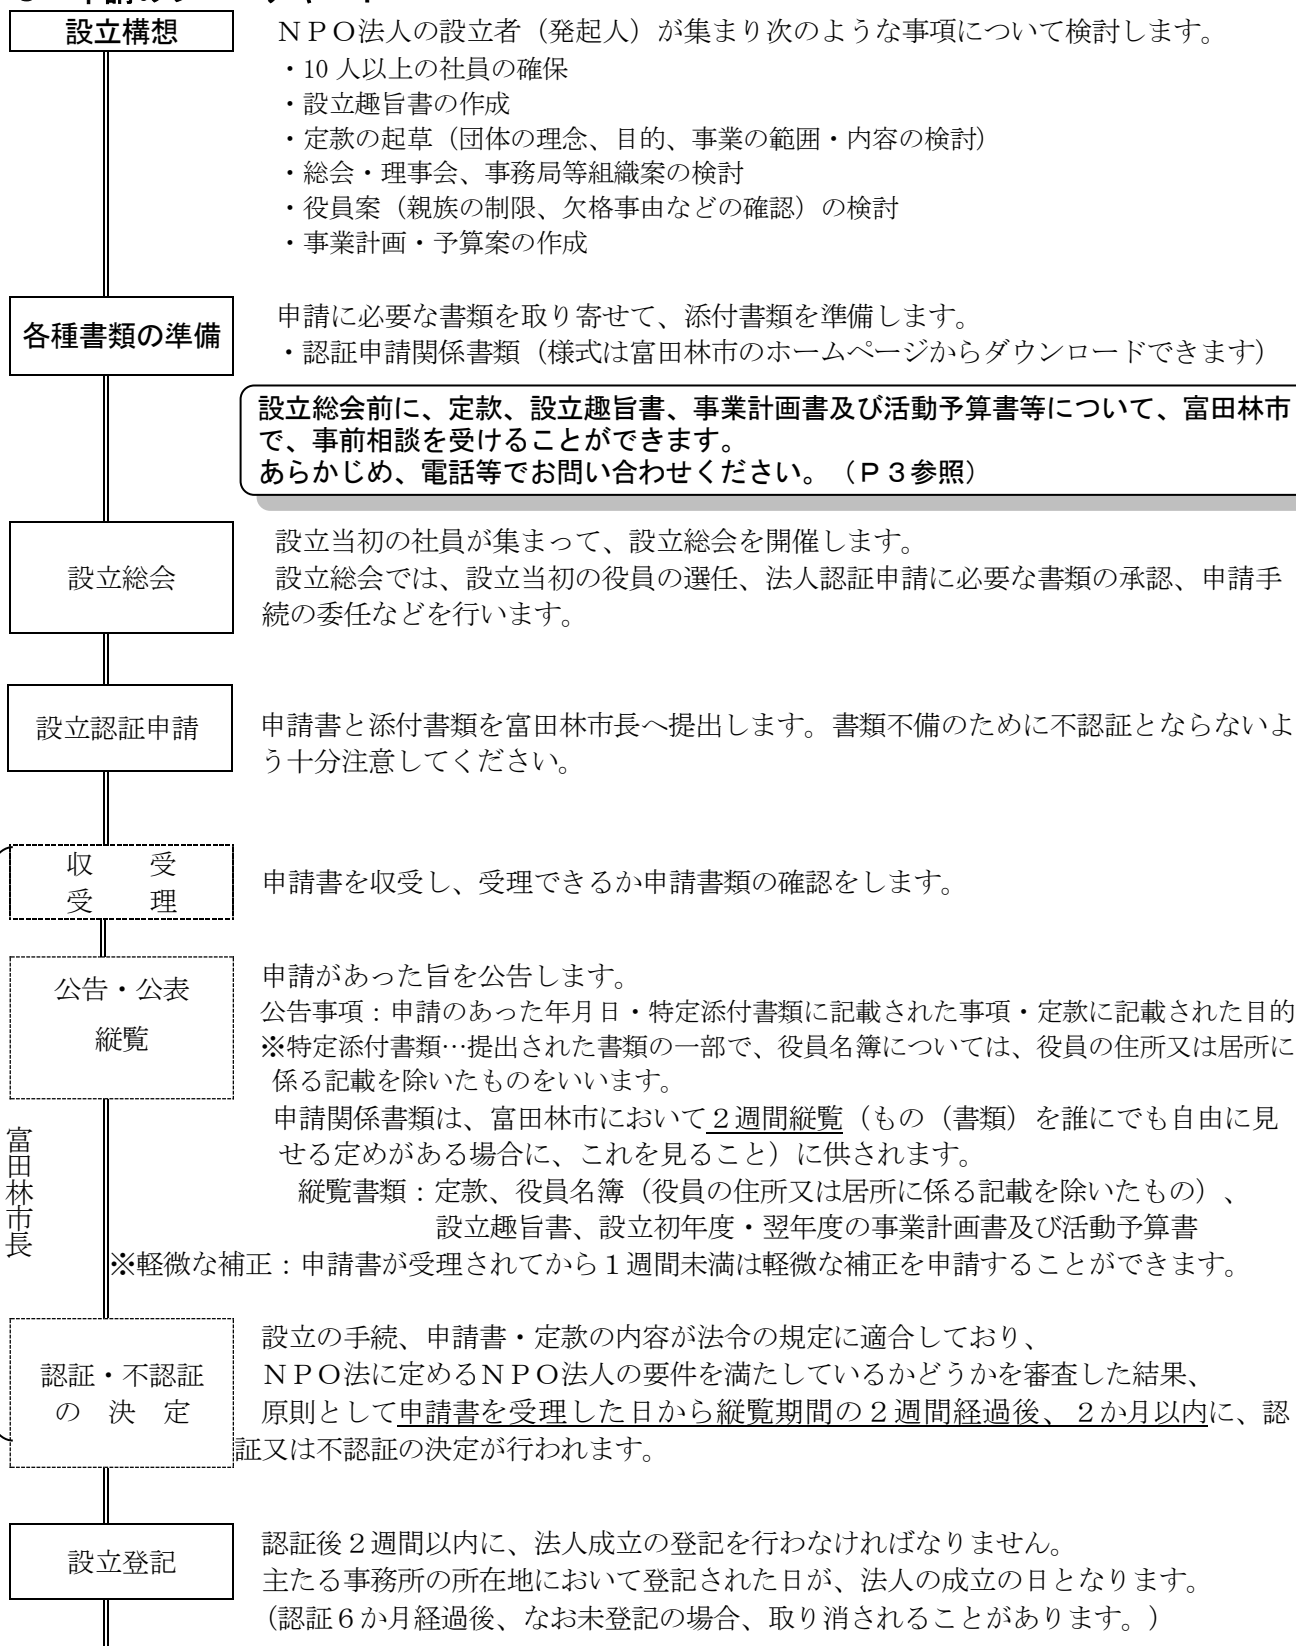 設立構想
ＮＰＯ法人の設立者（発起人）が集まり次のような事項について検討します。
・10 人以上の社員の確保
・設立趣旨書の作成
・定款の起草（団体の理念、目的、事業の範囲・内容の検討）
・総会・理事会、事務局等組織案の検討
・役員案（親族の制限、欠格事由などの確認）の検討
・事業計画・予算案の作成
各種書類の準備
申請に必要な書類を取り寄せて、添付書類を準備します。
・認証申請関係書類（様式は富田林市のホームページからダウンロードできます）
設立総会前に、定款、設立趣旨書、事業計画書及び活動予算書等について、富田林市
で、事前相談を受けることができます。
あらかじめ、電話等でお問い合わせください。（Ｐ３参照）
設立総会
設立当初の社員が集まって、設立総会を開催します。
設立総会では、設立当初の役員の選任、法人認証申請に必要な書類の承認、申請手
続の委任などを行います。
設立認証申請
申請書と添付書類を富田林市長へ提出します。書類不備のために不認証とならないよ
う十分注意してください。
収　　受
受　　理
申請書を収受し、受理できるか申請書類の確認をします。
公告・公表
縦覧
申請があった旨を公告します。
公告事項：申請のあった年月日・特定添付書類に記載された事項・定款に記載された目的
※特定添付書類…提出された書類の一部で、役員名簿については、役員の住所又は居所に
係る記載を除いたものをいいます。
申請関係書類は、富田林市において２週間縦覧（もの（書類）を誰にでも自由に見
せる定めがある場合に、これを見ること）に供されます。
縦覧書類：定款、役員名簿（役員の住所又は居所に係る記載を除いたもの）、
設立趣旨書、設立初年度・翌年度の事業計画書及び活動予算書
※軽微な補正：申請書が受理されてから１週間未満は軽微な補正を申請することができます。
富田林市長
認証・不認証
の　決　定
設立の手続、申請書・定款の内容が法令の規定に適合しており、
ＮＰＯ法に定めるＮＰＯ法人の要件を満たしているかどうかを審査した結果、
原則として申請書を受理した日から縦覧期間の２週間経過後、２か月以内に、認
証又は不認証の決定が行われます。
設立登記
認証後２週間以内に、法人成立の登記を行わなければなりません。
主たる事務所の所在地において登記された日が、法人の成立の日となります。
（認証６か月経過後、なお未登記の場合、取り消されることがあります。）